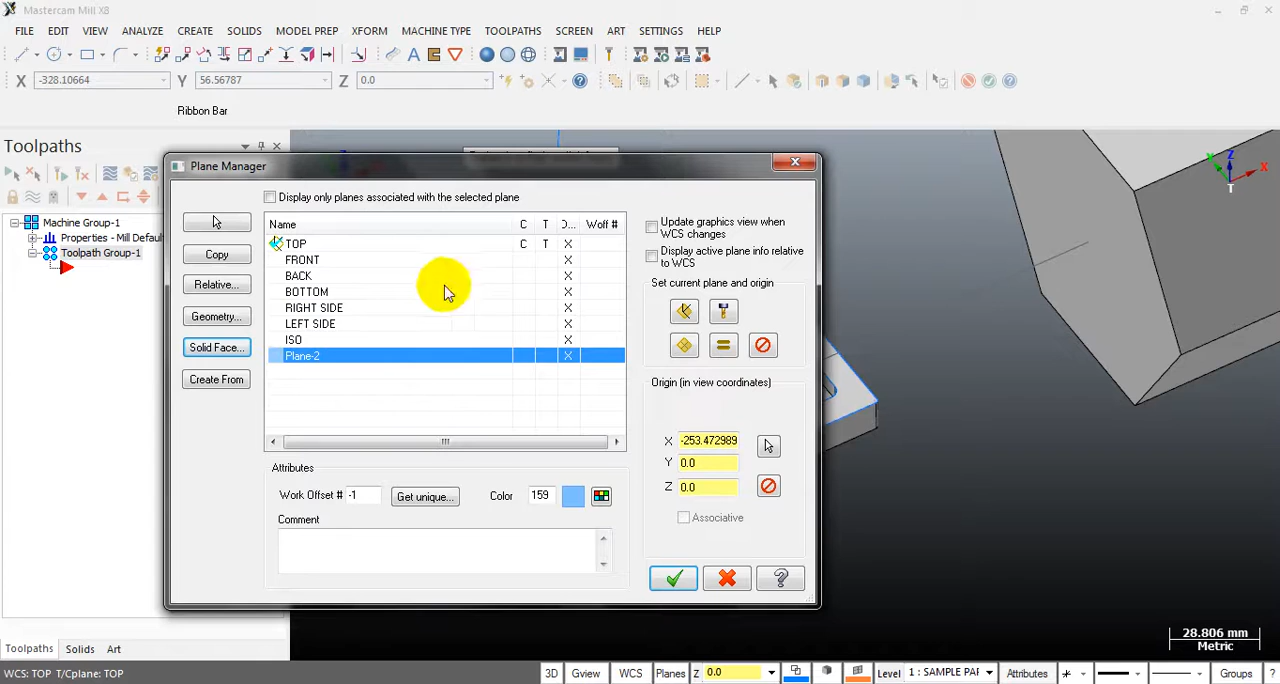 Mastercam Mill X8
FILE EDIT VIEW ANALYZE CREATE SOLIDS MODEL PREP XFORM MACHINE TYPE TOOLPATHS SCREEN ART SETTINGS HELP
X -328.10664 Y 56.56787 Z 0.0
Ribbon Bar
Toolpaths
Machine Group-1
Properties - Mill Defaul
Toolpath Group-1
Plane Manager
Display only planes associated with the selected plane
Name C T O... Woff #
TOP C T X
FRONT X
BACK X
BOTTOM X
RIGHT SIDE X
LEFT SIDE X
ISO X
Plane-2 X
Copy
Relative...
Geometry...
Solid Face...
Create From
Update graphics view when WCS changes
Display active plane info relative to WCS
Set current plane and origin
Origin (in view coordinates)
X -253.472989
Y 0.0
Z 0.0
Associative
Attributes
Work Offset # -1 Get unique... Color 159
Comment
X
Y
Z
X
T
28.806 mm
Metric
Toolpaths Solids Art
WCS: TOP T/Cplane: TOP
3D Gview WCS Planes Z 0.0 Level 1 : SAMPLE PAR Attributes Groups ?